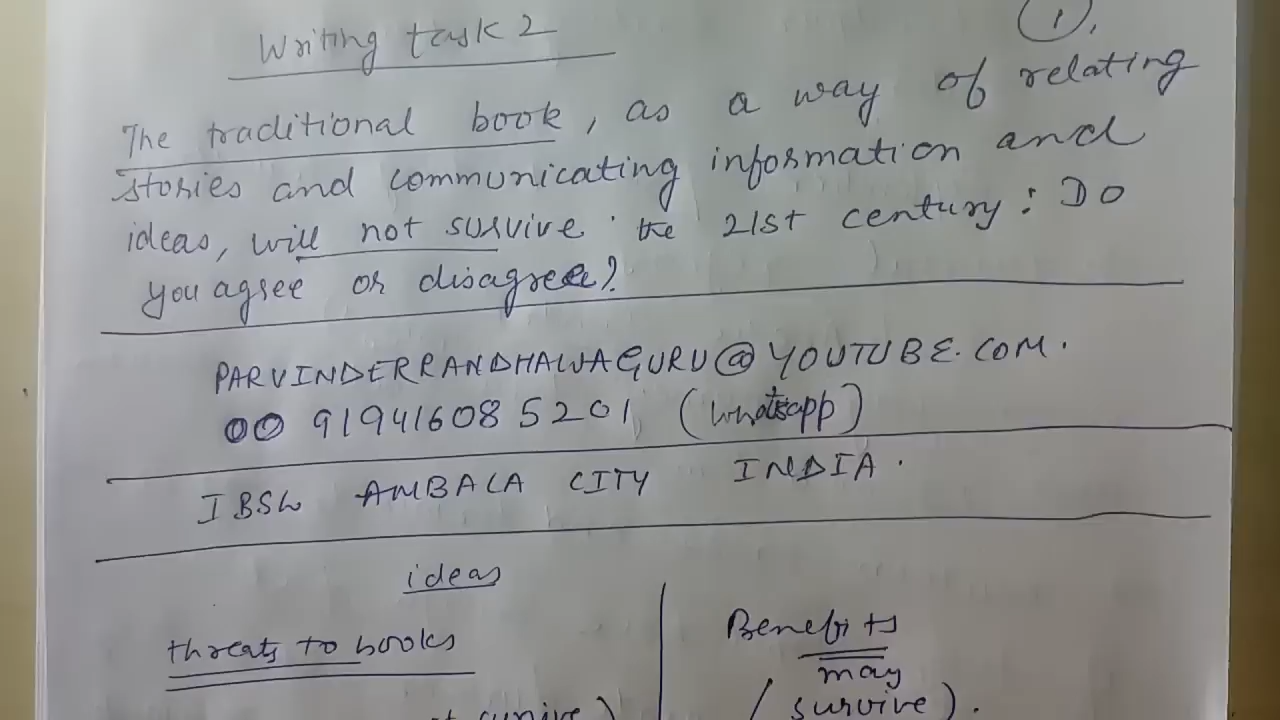 Writing task 2
1.
The traditional book, as a way of relating
stories and communicating information and
ideas, will not survive the 21st century: Do
you agree or disagree?
PARVINDERRANDHAWAGURU@YOUTUBE.COM.
00 919416085201 (whatsapp)
IBSW AMBALA CITY INDIA.
ideas
threats to books
Benefits
may
survive)
(survive).